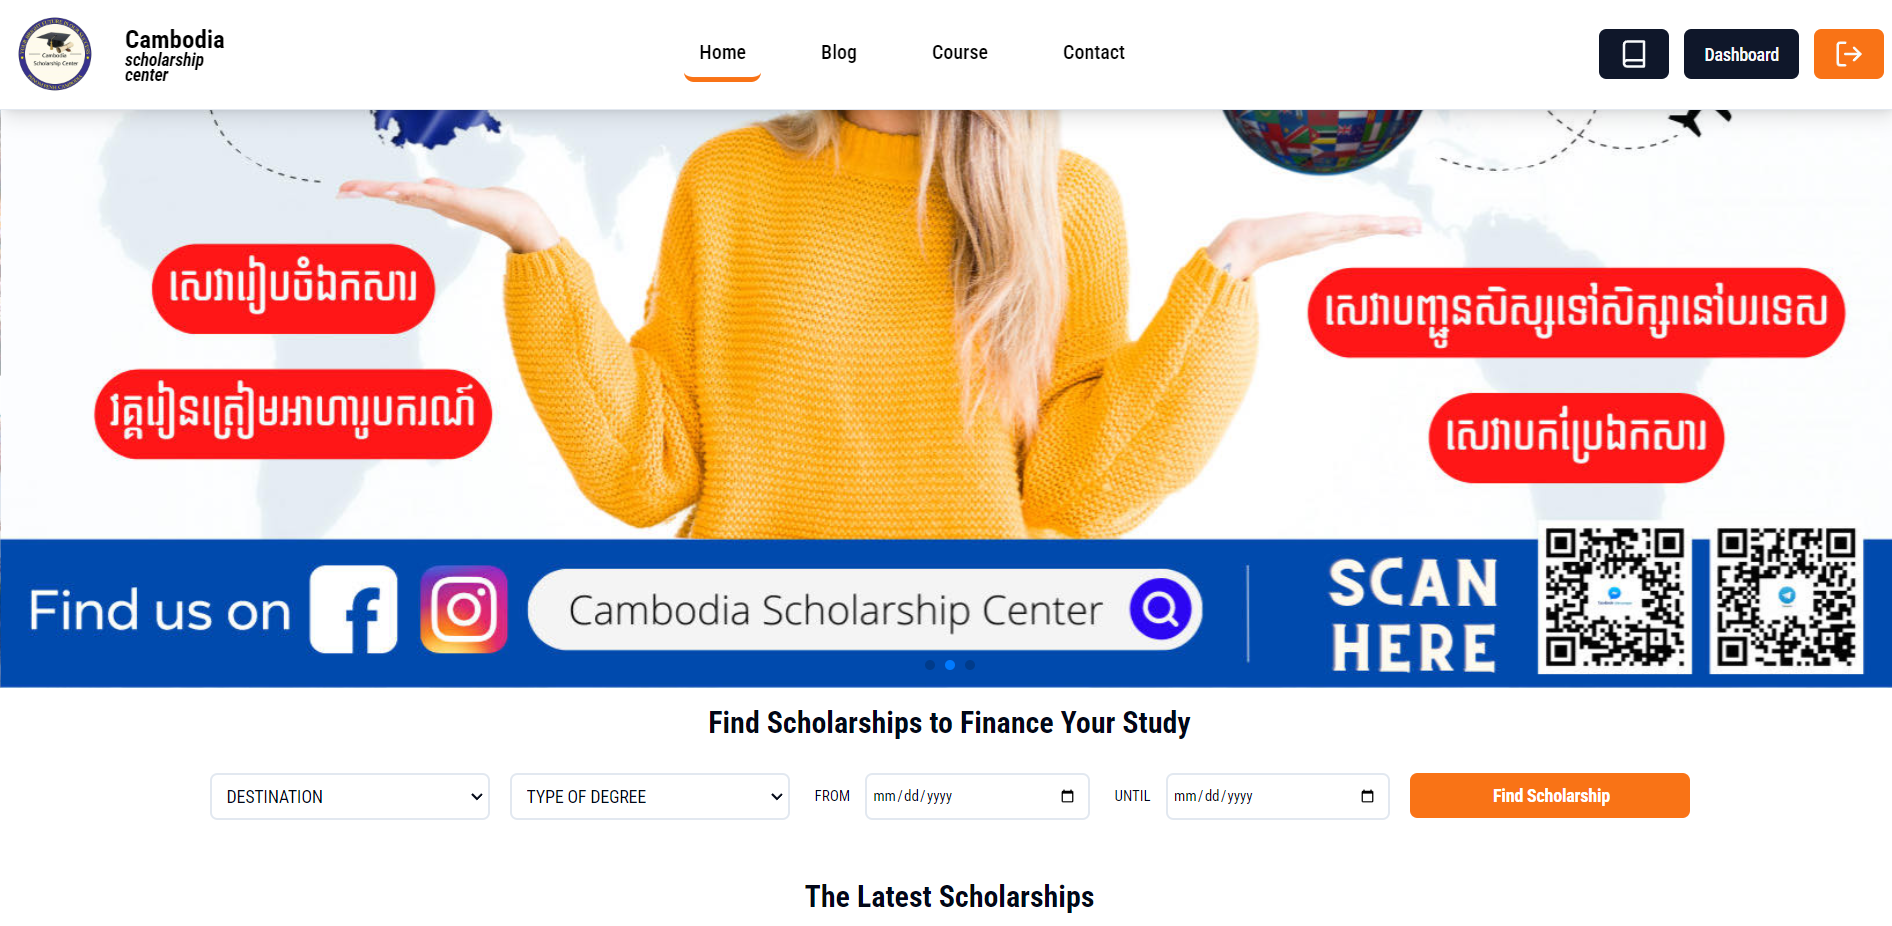 Cambodia
scholarship
center
Home
Blog
Course
Contact
Dashboard
Cambodia
Scholarship Center
សេវារៀបចំឯកសារ
វគ្គរៀនត្រៀមអាហារូបករណ៍
សេវាបញ្ជូនសិស្សទៅសិក្សានៅបរទេស
សេវាបកប្រែឯកសារ
Find us on
Cambodia Scholarship Center
SCAN
HERE
Find Scholarships to Finance Your Study
DESTINATION
TYPE OF DEGREE
FROM
mm/dd/yyyy
UNTIL
mm/dd/yyyy
Find Scholarship
The Latest Scholarships